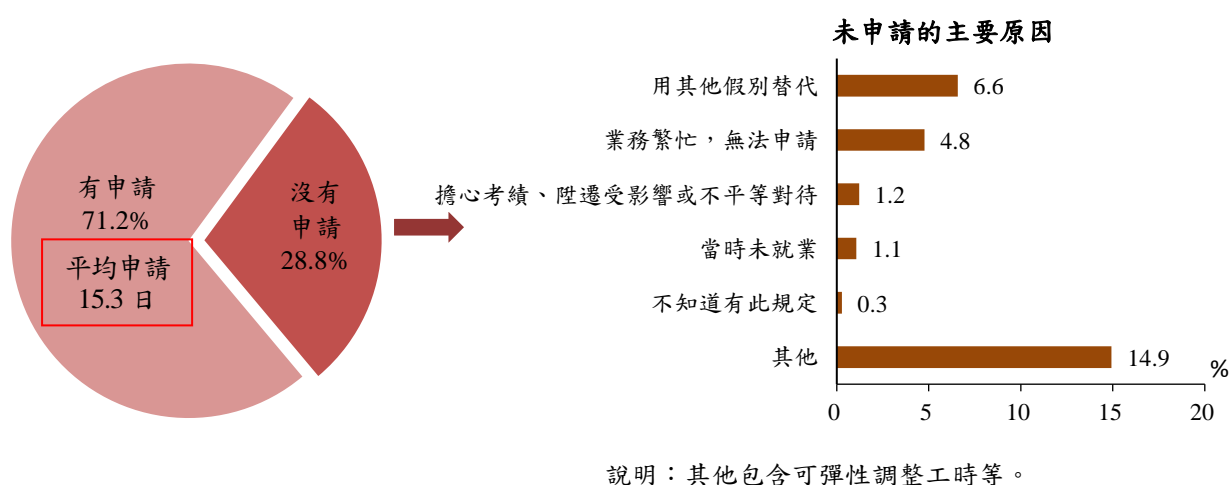 有申請
71.2%
平均申請
15.3 日
沒有
申請
28.8%
未申請的主要原因
用其他假別替代
6.6
業務繁忙，無法申請
4.8
擔心考績、陞遷受影響或不平等對待
1.2
當時未就業
1.1
不知道有此規定
0.3
其他
14.9
%
0 5 10 15 20
說明：其他包含可彈性調整工時等。